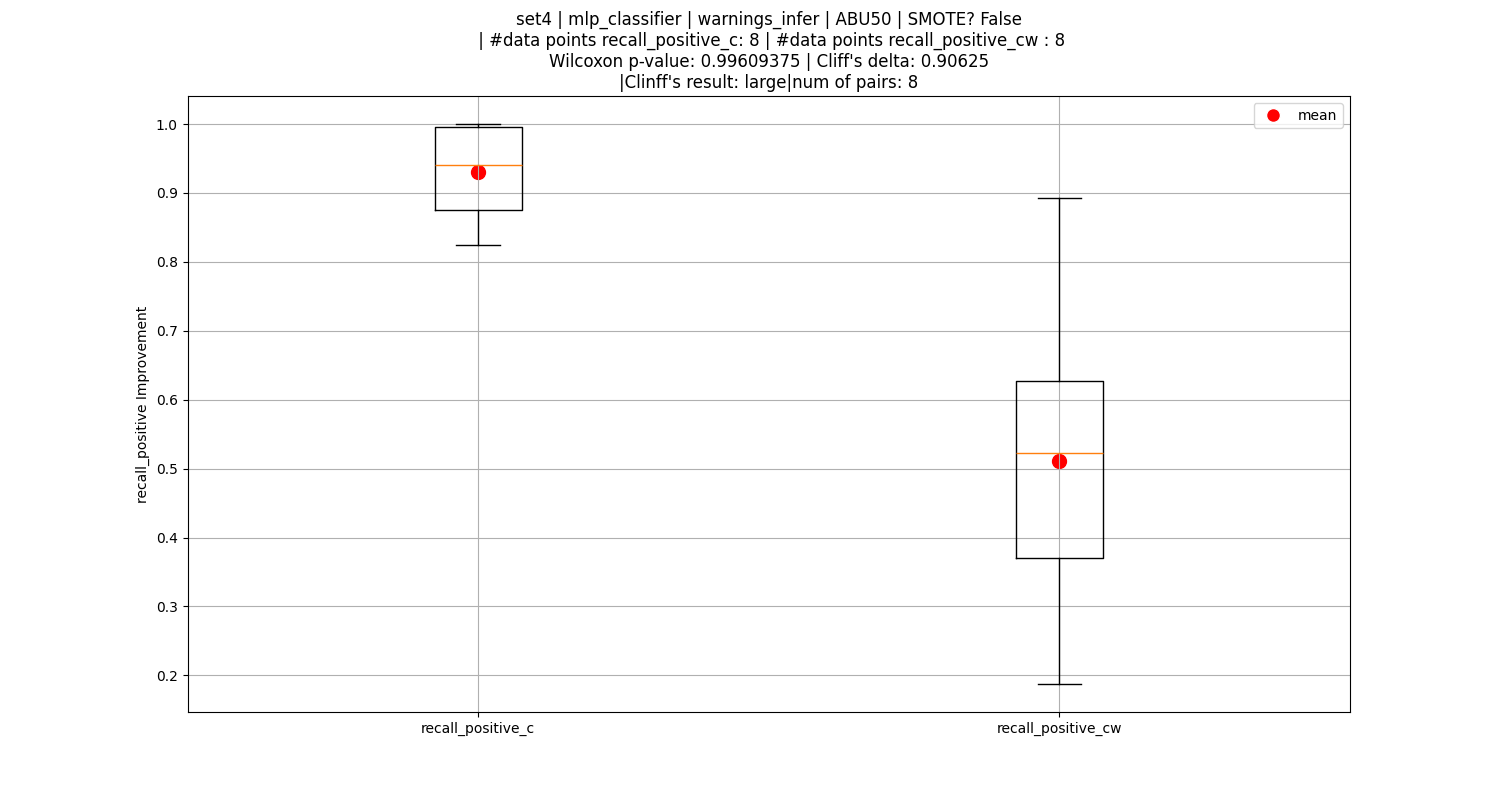 set4 | mlp_classifier | warnings_infer | ABU50 | SMOTE? False
| #data points recall_positive_c: 8 | #data points recall_positive_cw : 8
Wilcoxon p-value: 0.99609375 | Cliff's delta: 0.90625
|Clinff's result: large|num of pairs: 8
mean
1.0
0.9
0.8
0.7
0.6
0.5
0.4
0.3
0.2
recall_positive Improvement
recall_positive_c
recall_positive_cw